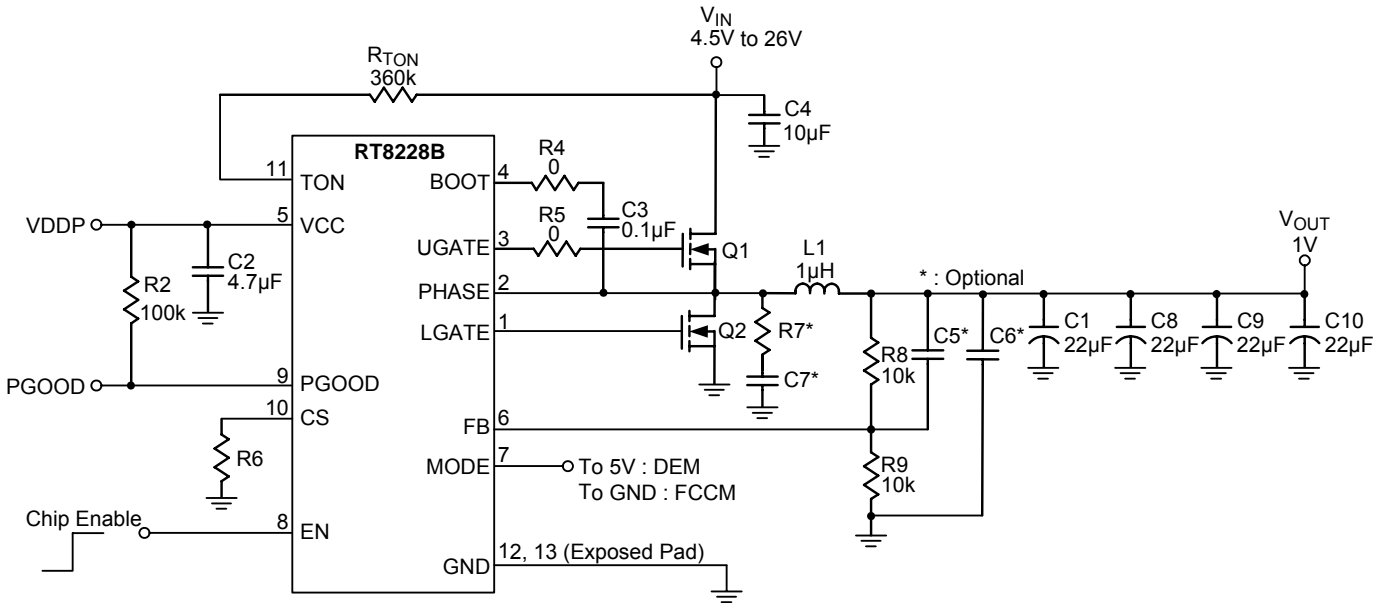 VIN
4.5V to 26V
RTON
360k
C4
10µF
RT8228B
11
TON
BOOT
4
R4
0
C3
0.1µF
VDDP
5
VCC
R5
0
UGATE
3
Q1
C2
4.7µF
R2
100k
PHASE
2
L1
1µH
* : Optional
VOUT
1V
LGATE
1
Q2
R7*
C7*
R8
10k
C5*
C6*
C1
22µF
C8
22µF
C9
22µF
C10
22µF
PGOOD
9
PGOOD
10
CS
R6
FB
6
MODE
7
To 5V : DEM
To GND : FCCM
R9
10k
Chip Enable
8
EN
GND
12, 13 (Exposed Pad)